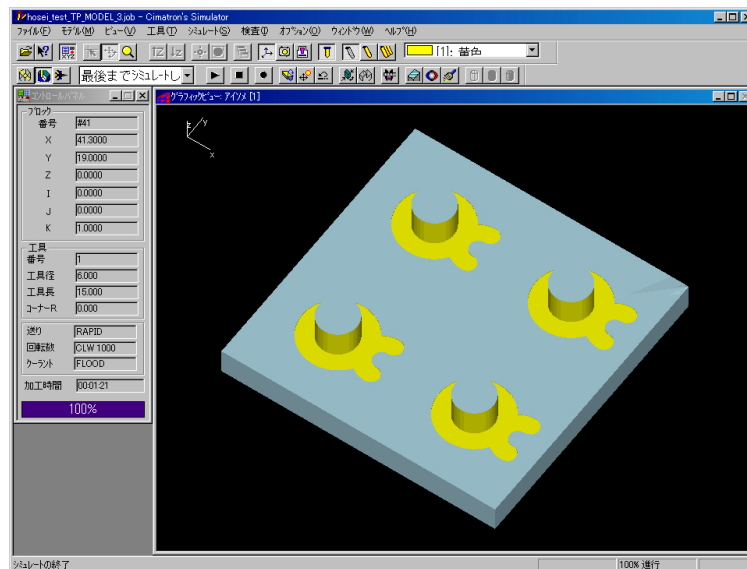 hosei_test_TP_MODEL_3.job - Cimatron's Simulator
ファイル(F) モデル(M) ビュー(V) 工具(T) シミュレート(S) 検査(I) オプション(O) ウィンドウ(W) ヘルプ(H)
[1]: 黄色
最後までシミュレートし
コントロールパネル
グラフィックビュー: アイソメ [1]
ブロック
番号 #41
X 41.3000
Y 19.0000
Z 0.0000
I 0.0000
J 0.0000
K 1.0000
工具
番号 1
工具径 6.000
工具長 15.000
コーナーR 0.000
送り RAPID
回転数 CLW 1000
クーラント FLOOD
加工時間 00:01:21
100%
z
y
x
シミュレートの終了
100% 進行